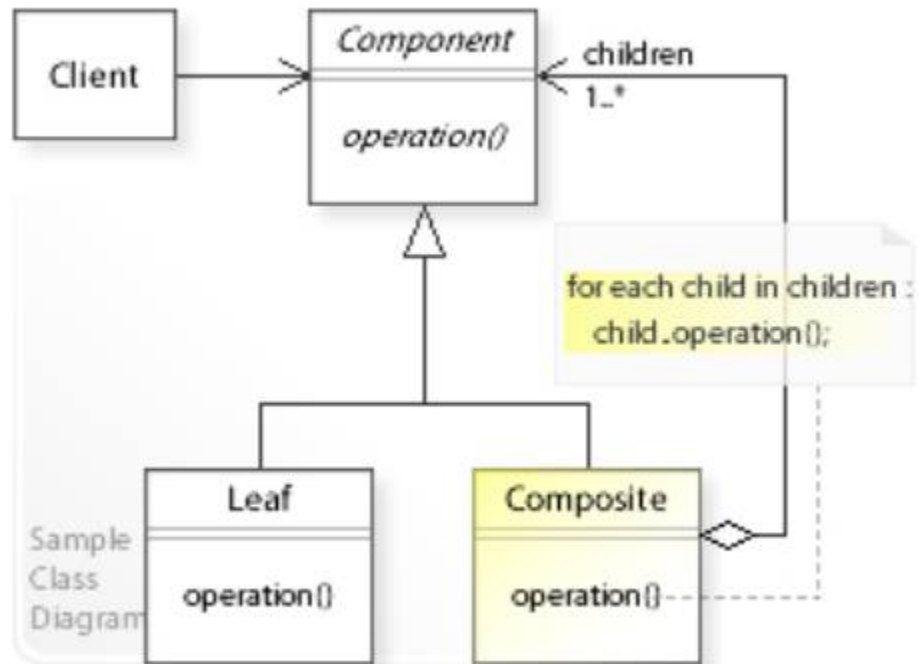 Client
Component
operation()
children
1..*
for each child in children :
child.operation();
Leaf
operation()
Composite
operation()
Sample
Class
Diagram